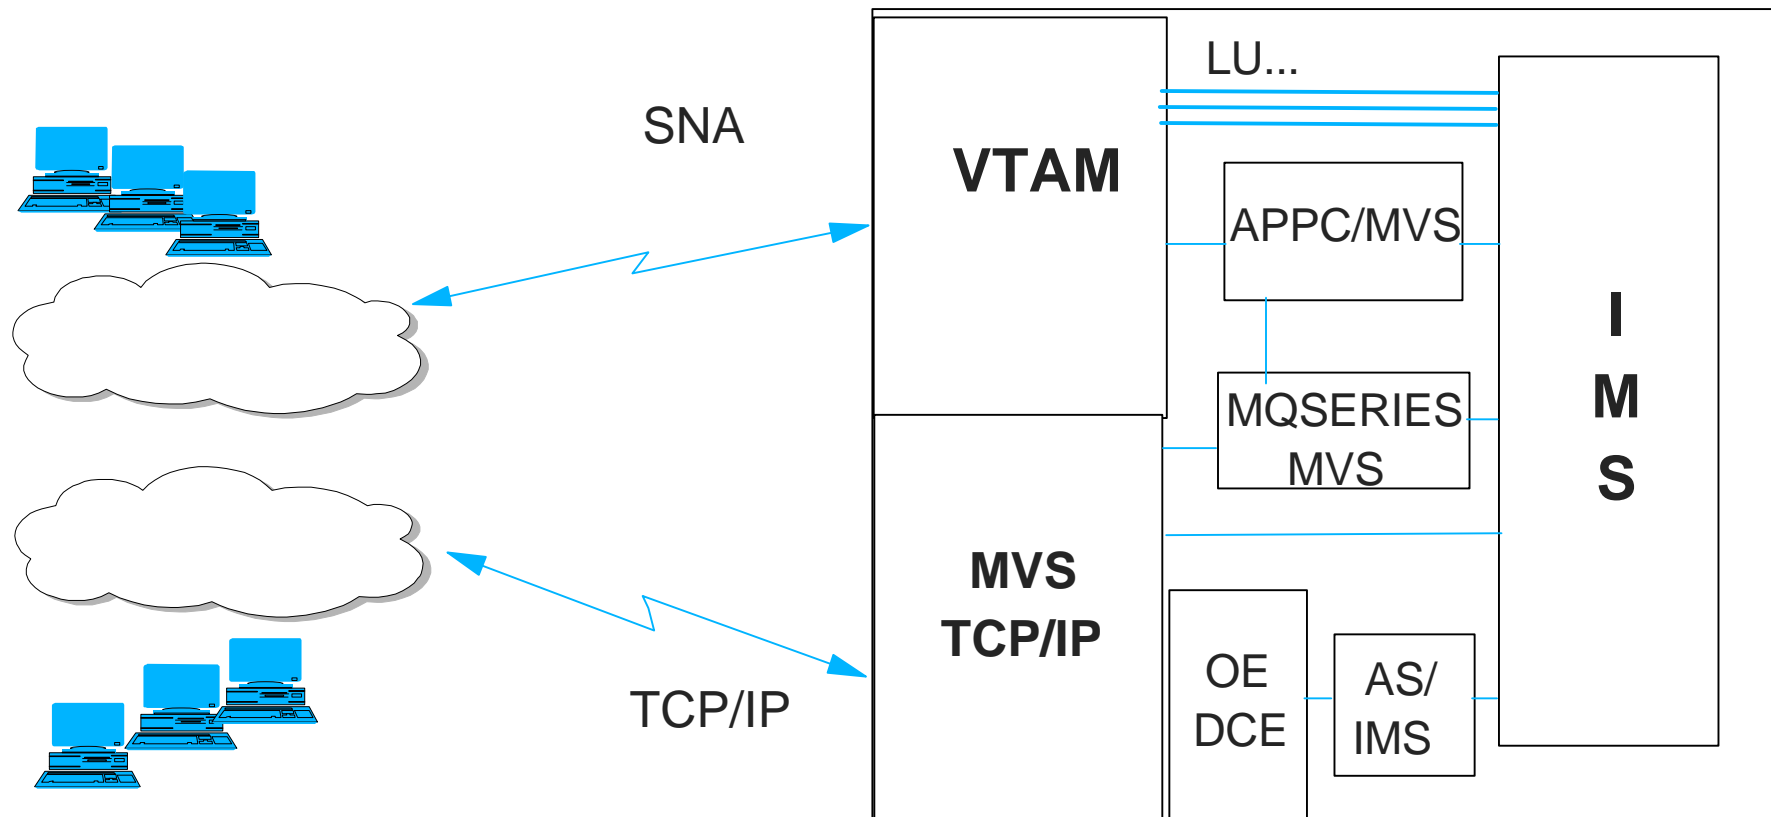 LU...
SNA
VTAM
APPC/MVS
I
M
S
MQSERIES
MVS
MVS
TCP/IP
OE
DCE
AS/
IMS
TCP/IP